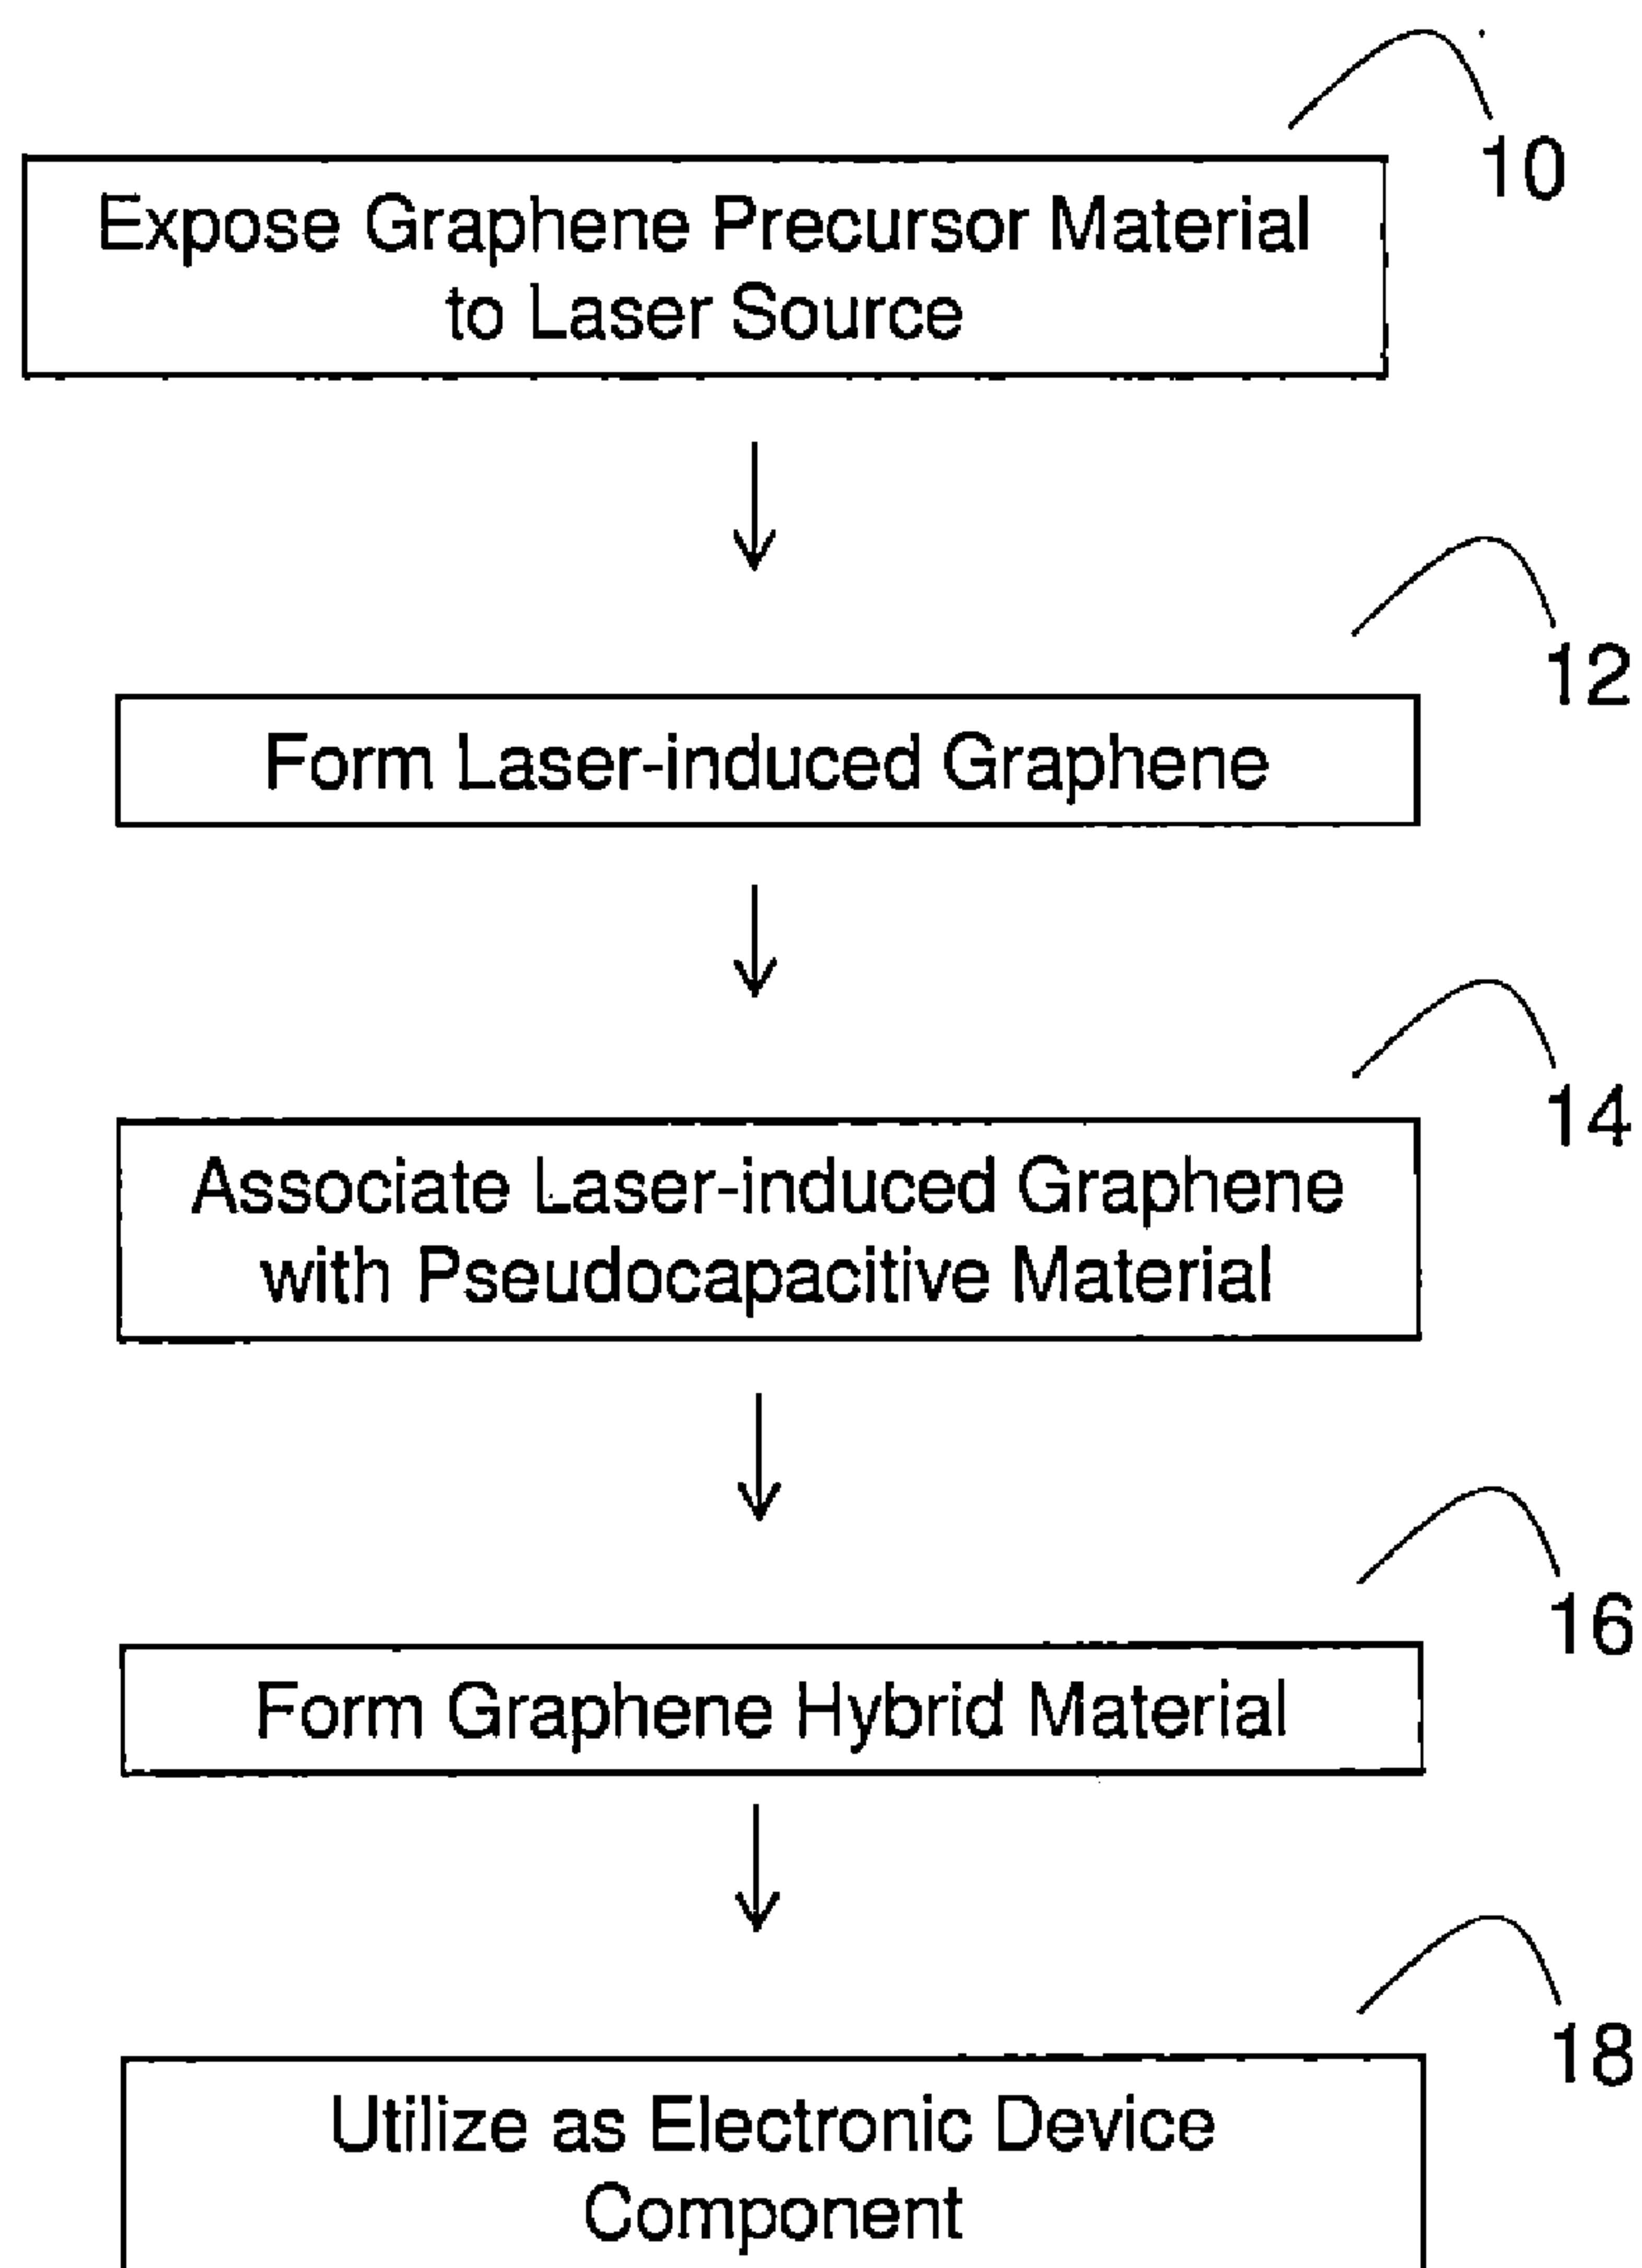 10
Expose Graphene Precursor Material
to Laser Source
12
Form Laser-induced Graphene
14
Associate Laser-induced Graphene
with Pseudocapacitive Material
16
Form Graphene Hybrid Material
18
Utilize as Electronic Device
Component